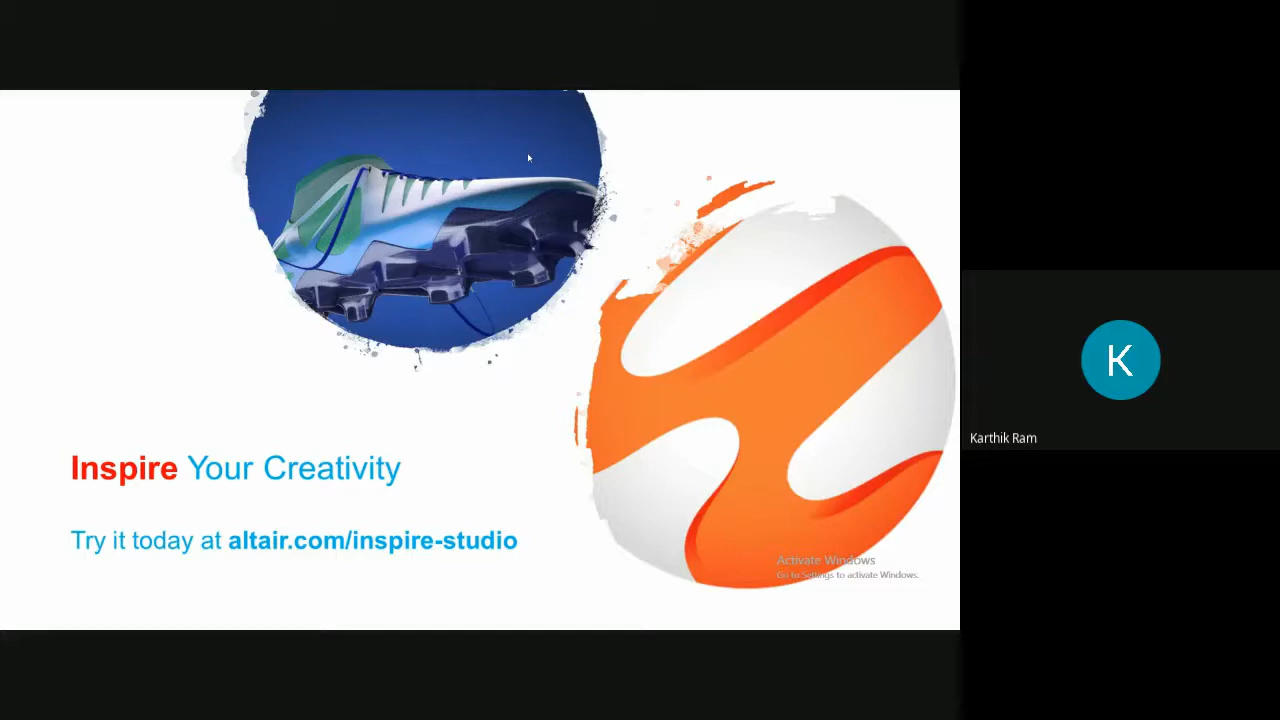 Inspire Your Creativity
Try it today at altair.com/inspire-studio
Activate Windows
Go to Settings to activate Windows.
K
Karthik Ram